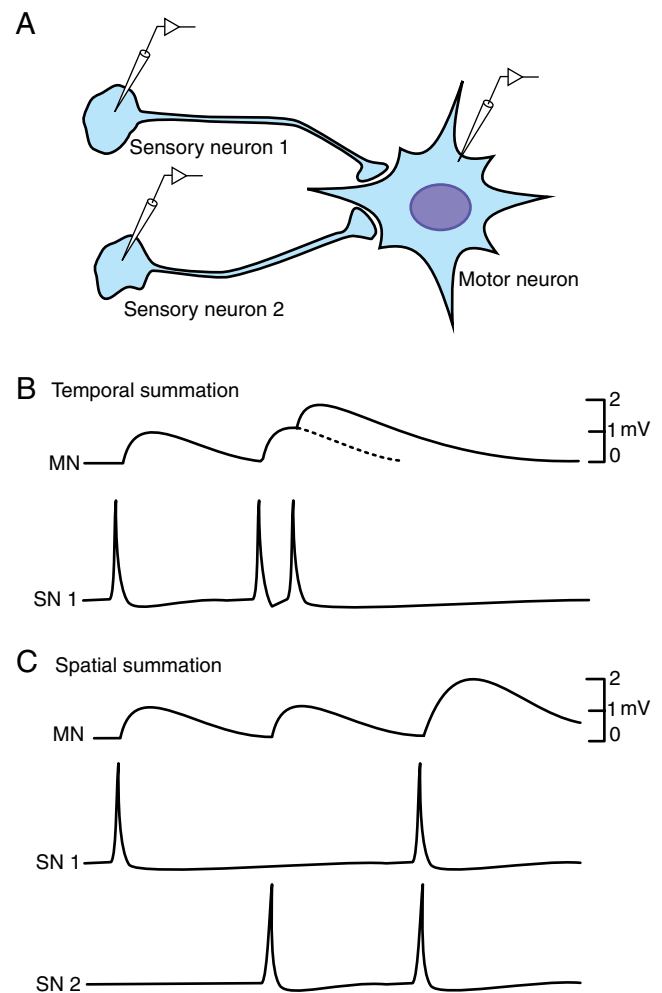 A
Sensory neuron 1
Sensory neuron 2
Motor neuron
B Temporal summation
2
1 mV
0
MN
SN 1
C Spatial summation
2
1 mV
0
MN
SN 1
SN 2